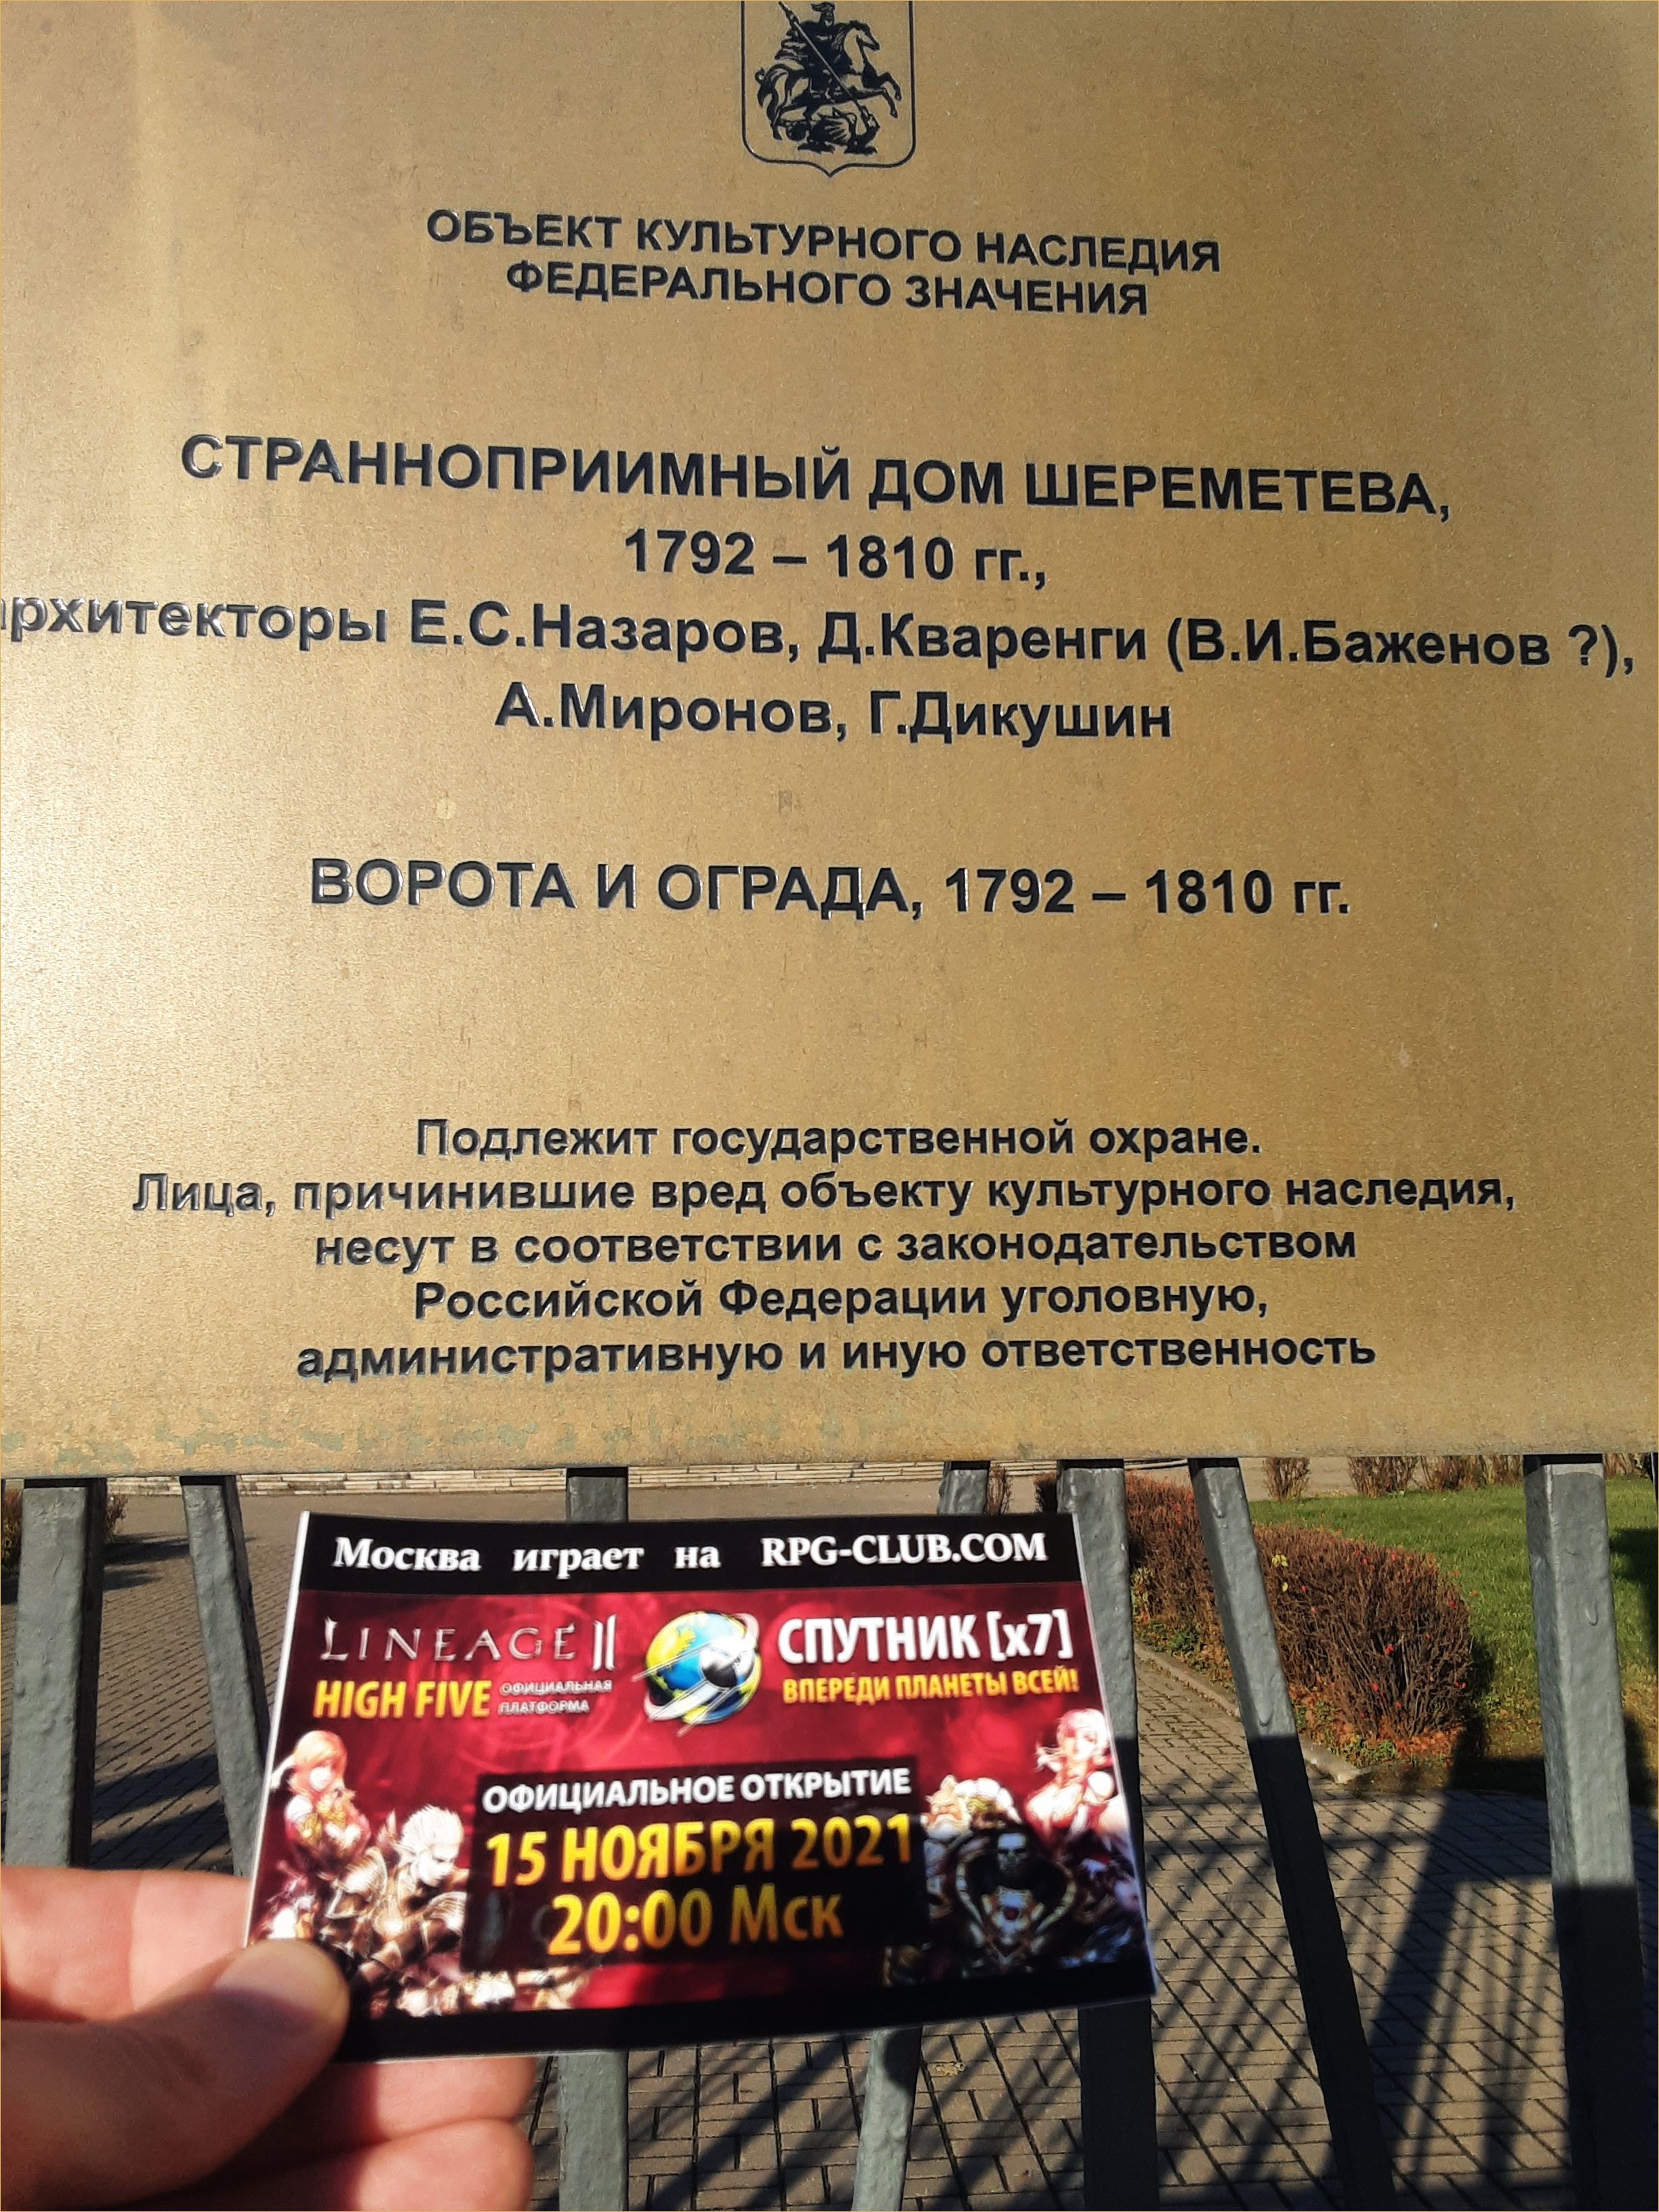 ОБЪЕКТ КУЛЬТУРНОГО НАСЛЕДИЯ
ФЕДЕРАЛЬНОГО ЗНАЧЕНИЯ
СТРАННОПРИИМНЫЙ ДОМ ШЕРЕМЕТЕВА,
1792 – 1810 гг.,
архитекторы Е.С.Назаров, Д.Кваренги (В.И.Баженов ?),
А.Миронов, Г.Дикушин
ВОРОТА И ОГРАДА, 1792 – 1810 гг.
Подлежит государственной охране.
Лица, причинившие вред объекту культурного наследия,
несут в соответствии с законодательством
Российской Федерации уголовную,
административную и иную ответственность
Москва играет на RPG-CLUB.COM
LINEAGE II
HIGH FIVE ОФИЦИАЛЬНАЯ ПЛАТФОРМА
СПУТНИК [x7]
ВПЕРЕДИ ПЛАНЕТЫ ВСЕЙ!
ОФИЦИАЛЬНОЕ ОТКРЫТИЕ
15 НОЯБРЯ 2021
20:00 Мск